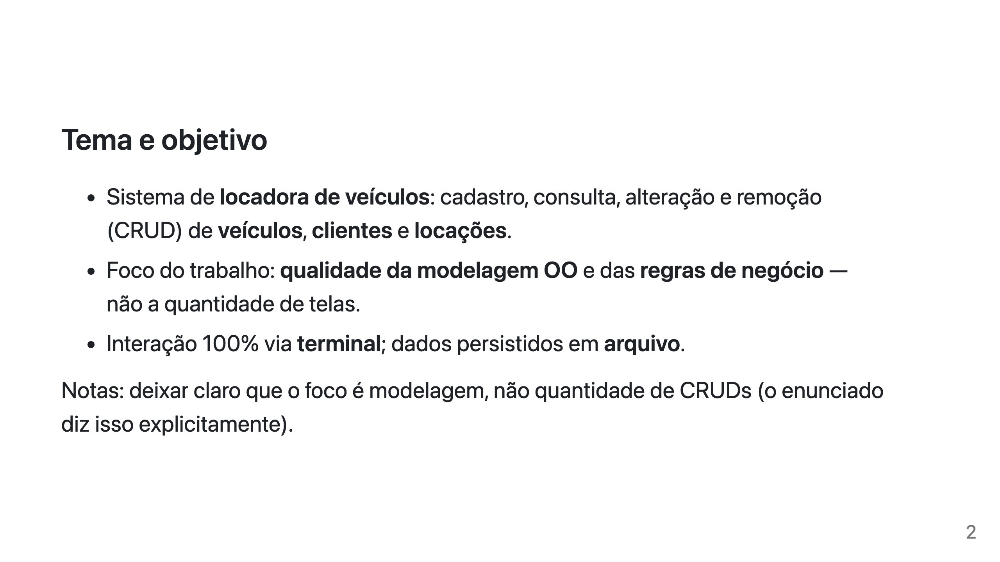 Tema e objetivo
• Sistema de locadora de veículos: cadastro, consulta, alteração e remoção
(CRUD) de veículos, clientes e locações.
• Foco do trabalho: qualidade da modelagem OO e das regras de negócio —
não a quantidade de telas.
• Interação 100% via terminal; dados persistidos em arquivo.
Notas: deixar claro que o foco é modelagem, não quantidade de CRUDs (o enunciado
diz isso explicitamente).
2